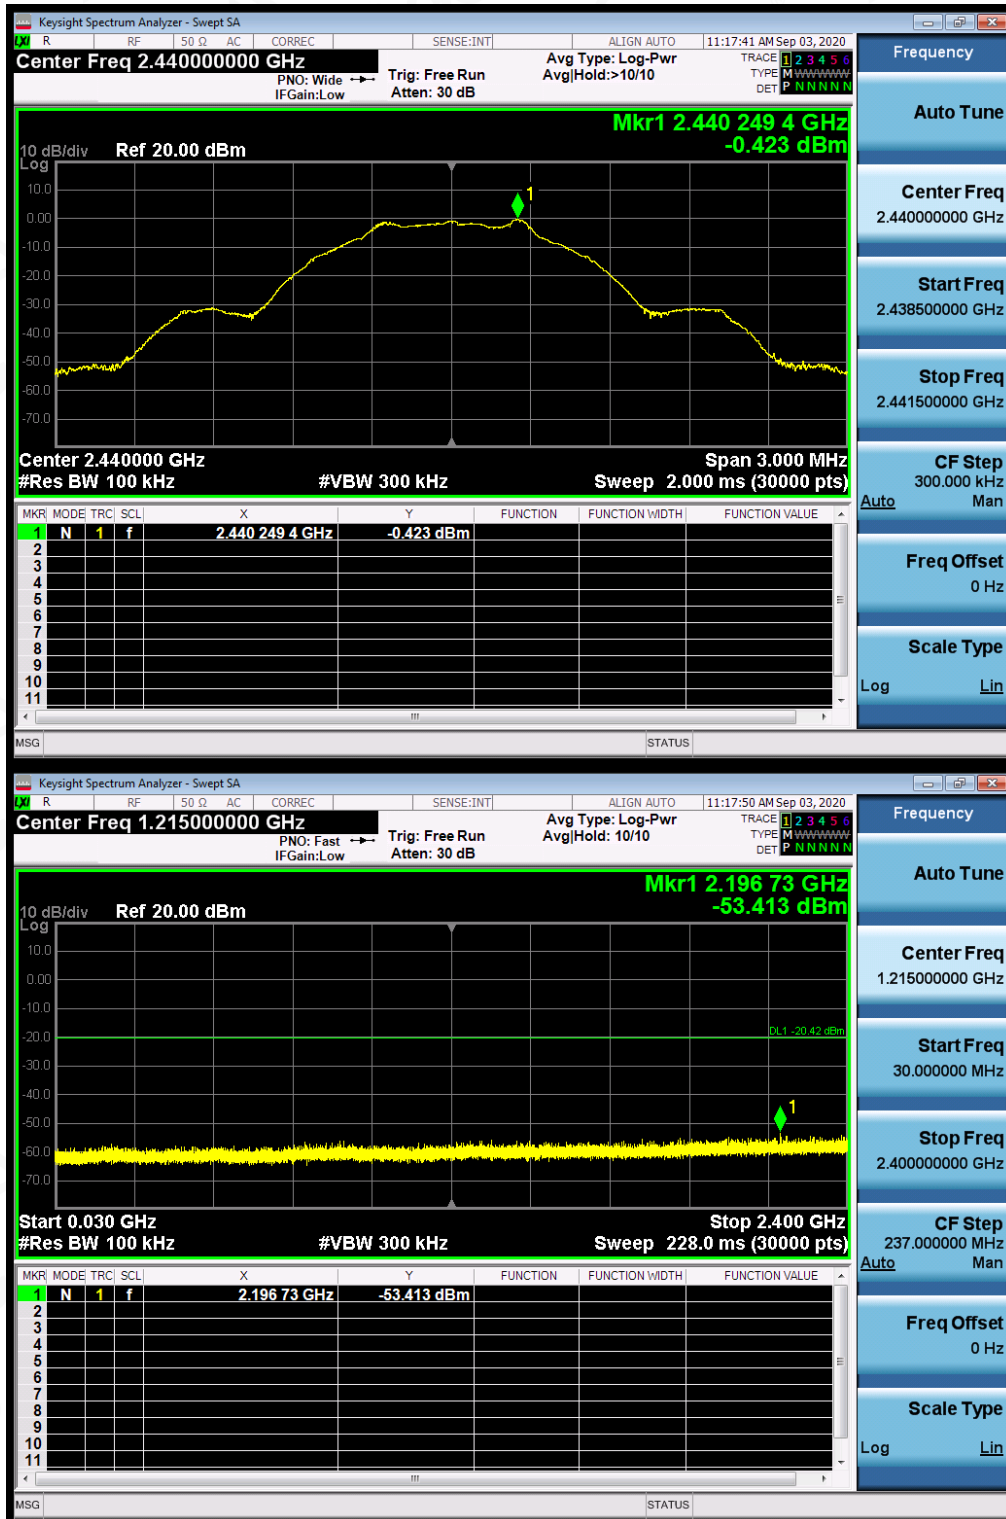 Keysight Spectrum Analyzer - Swept SA
LXI R RF 50 Ω AC CORREC SENSE:INT ALIGN AUTO 11:17:41 AM Sep 03, 2020
Center Freq 2.440000000 GHz
PNO: Wide
IFGain:Low
Trig: Free Run
Atten: 30 dB
Avg Type: Log-Pwr
Avg|Hold:>10/10
TRACE 1 2 3 4 5 6
TYPE M WWWWW
DET P N N N N N
Mkr1 2.440 249 4 GHz
-0.423 dBm
10 dB/div Ref 20.00 dBm
Log
10.0
0.00
-10.0
-20.0
-30.0
-40.0
-50.0
-60.0
-70.0
1
Center 2.440000 GHz Span 3.000 MHz
#Res BW 100 kHz #VBW 300 kHz Sweep 2.000 ms (30000 pts)
MKR MODE TRC SCL X Y FUNCTION FUNCTION WIDTH FUNCTION VALUE
1 N 1 f 2.440 249 4 GHz -0.423 dBm
2
3
4
5
6
7
8
9
10
11
MSG STATUS
Frequency
Auto Tune
Center Freq
2.440000000 GHz
Start Freq
2.438500000 GHz
Stop Freq
2.441500000 GHz
CF Step
300.000 kHz
Auto Man
Freq Offset
0 Hz
Scale Type
Log Lin
Keysight Spectrum Analyzer - Swept SA
LXI R RF 50 Ω AC CORREC SENSE:INT ALIGN AUTO 11:17:50 AM Sep 03, 2020
Center Freq 1.215000000 GHz
PNO: Fast
IFGain:Low
Trig: Free Run
Atten: 30 dB
Avg Type: Log-Pwr
Avg|Hold: 10/10
TRACE 1 2 3 4 5 6
TYPE M WWWWW
DET P N N N N N
Mkr1 2.196 73 GHz
-53.413 dBm
10 dB/div Ref 20.00 dBm
Log
10.0
0.00
-10.0
-20.0
-30.0
-40.0
-50.0
-60.0
-70.0
DL1 -20.42 dBm
1
Start 0.030 GHz Stop 2.400 GHz
#Res BW 100 kHz #VBW 300 kHz Sweep 228.0 ms (30000 pts)
MKR MODE TRC SCL X Y FUNCTION FUNCTION WIDTH FUNCTION VALUE
1 N 1 f 2.196 73 GHz -53.413 dBm
2
3
4
5
6
7
8
9
10
11
MSG STATUS
Frequency
Auto Tune
Center Freq
1.215000000 GHz
Start Freq
30.000000 MHz
Stop Freq
2.400000000 GHz
CF Step
237.000000 MHz
Auto Man
Freq Offset
0 Hz
Scale Type
Log Lin